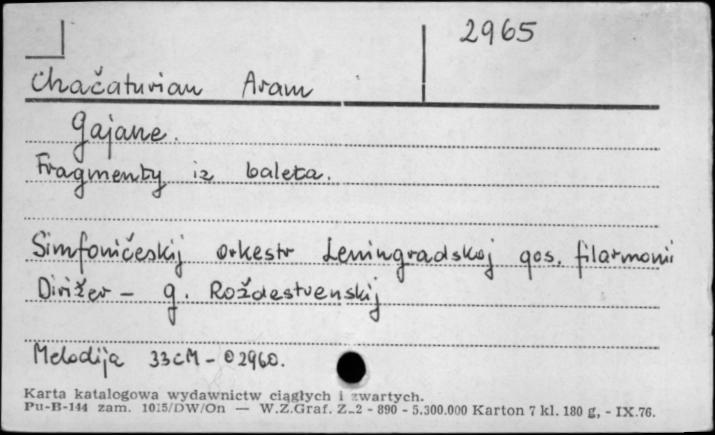 2965
Chačaturian Aram
Gajane.
Fragmenty iz baleta.
Simfoničeskij orkestr Leningradskoj gos. filarmonii
Dirižer – G. Roždestvenskij
Melodija 33cM – 02960.
Karta katalogowa wydawnictw ciągłych i zwartych.
Pu-B-144 zam. 1015/DW/On — W.Z.Graf. Z-2 - 890 - 5.300.000 Karton 7 kl. 180 g, - IX.76.